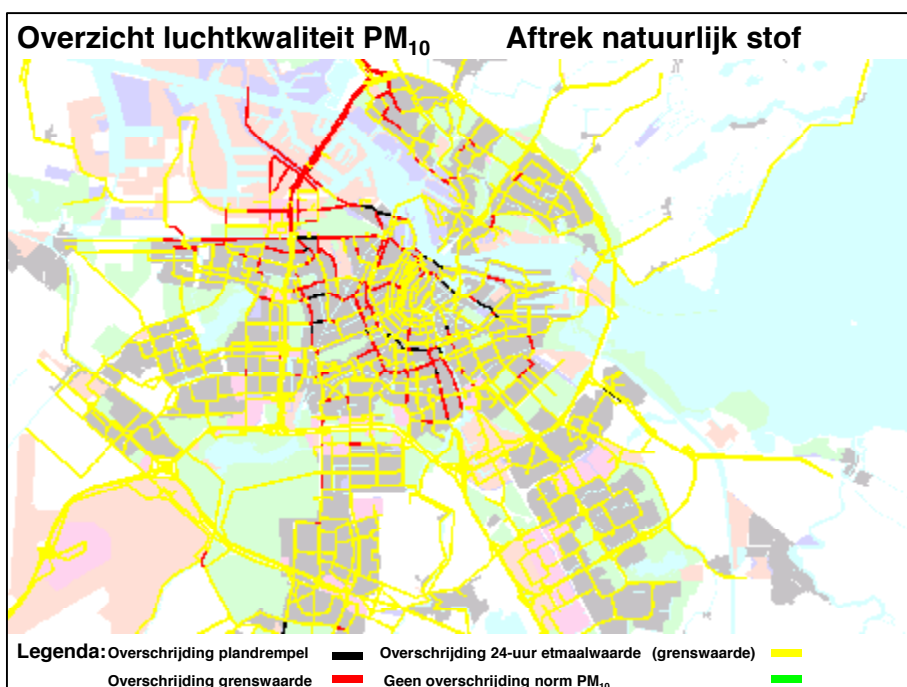 Overzicht luchtkwaliteit PM₁₀ Aftrek natuurlijk stof
Legenda: Overschrijding plandrempel Overschrijding 24-uur etmaalwaarde (grenswaarde)
Overschrijding grenswaarde Geen overschrijding norm PM₁₀